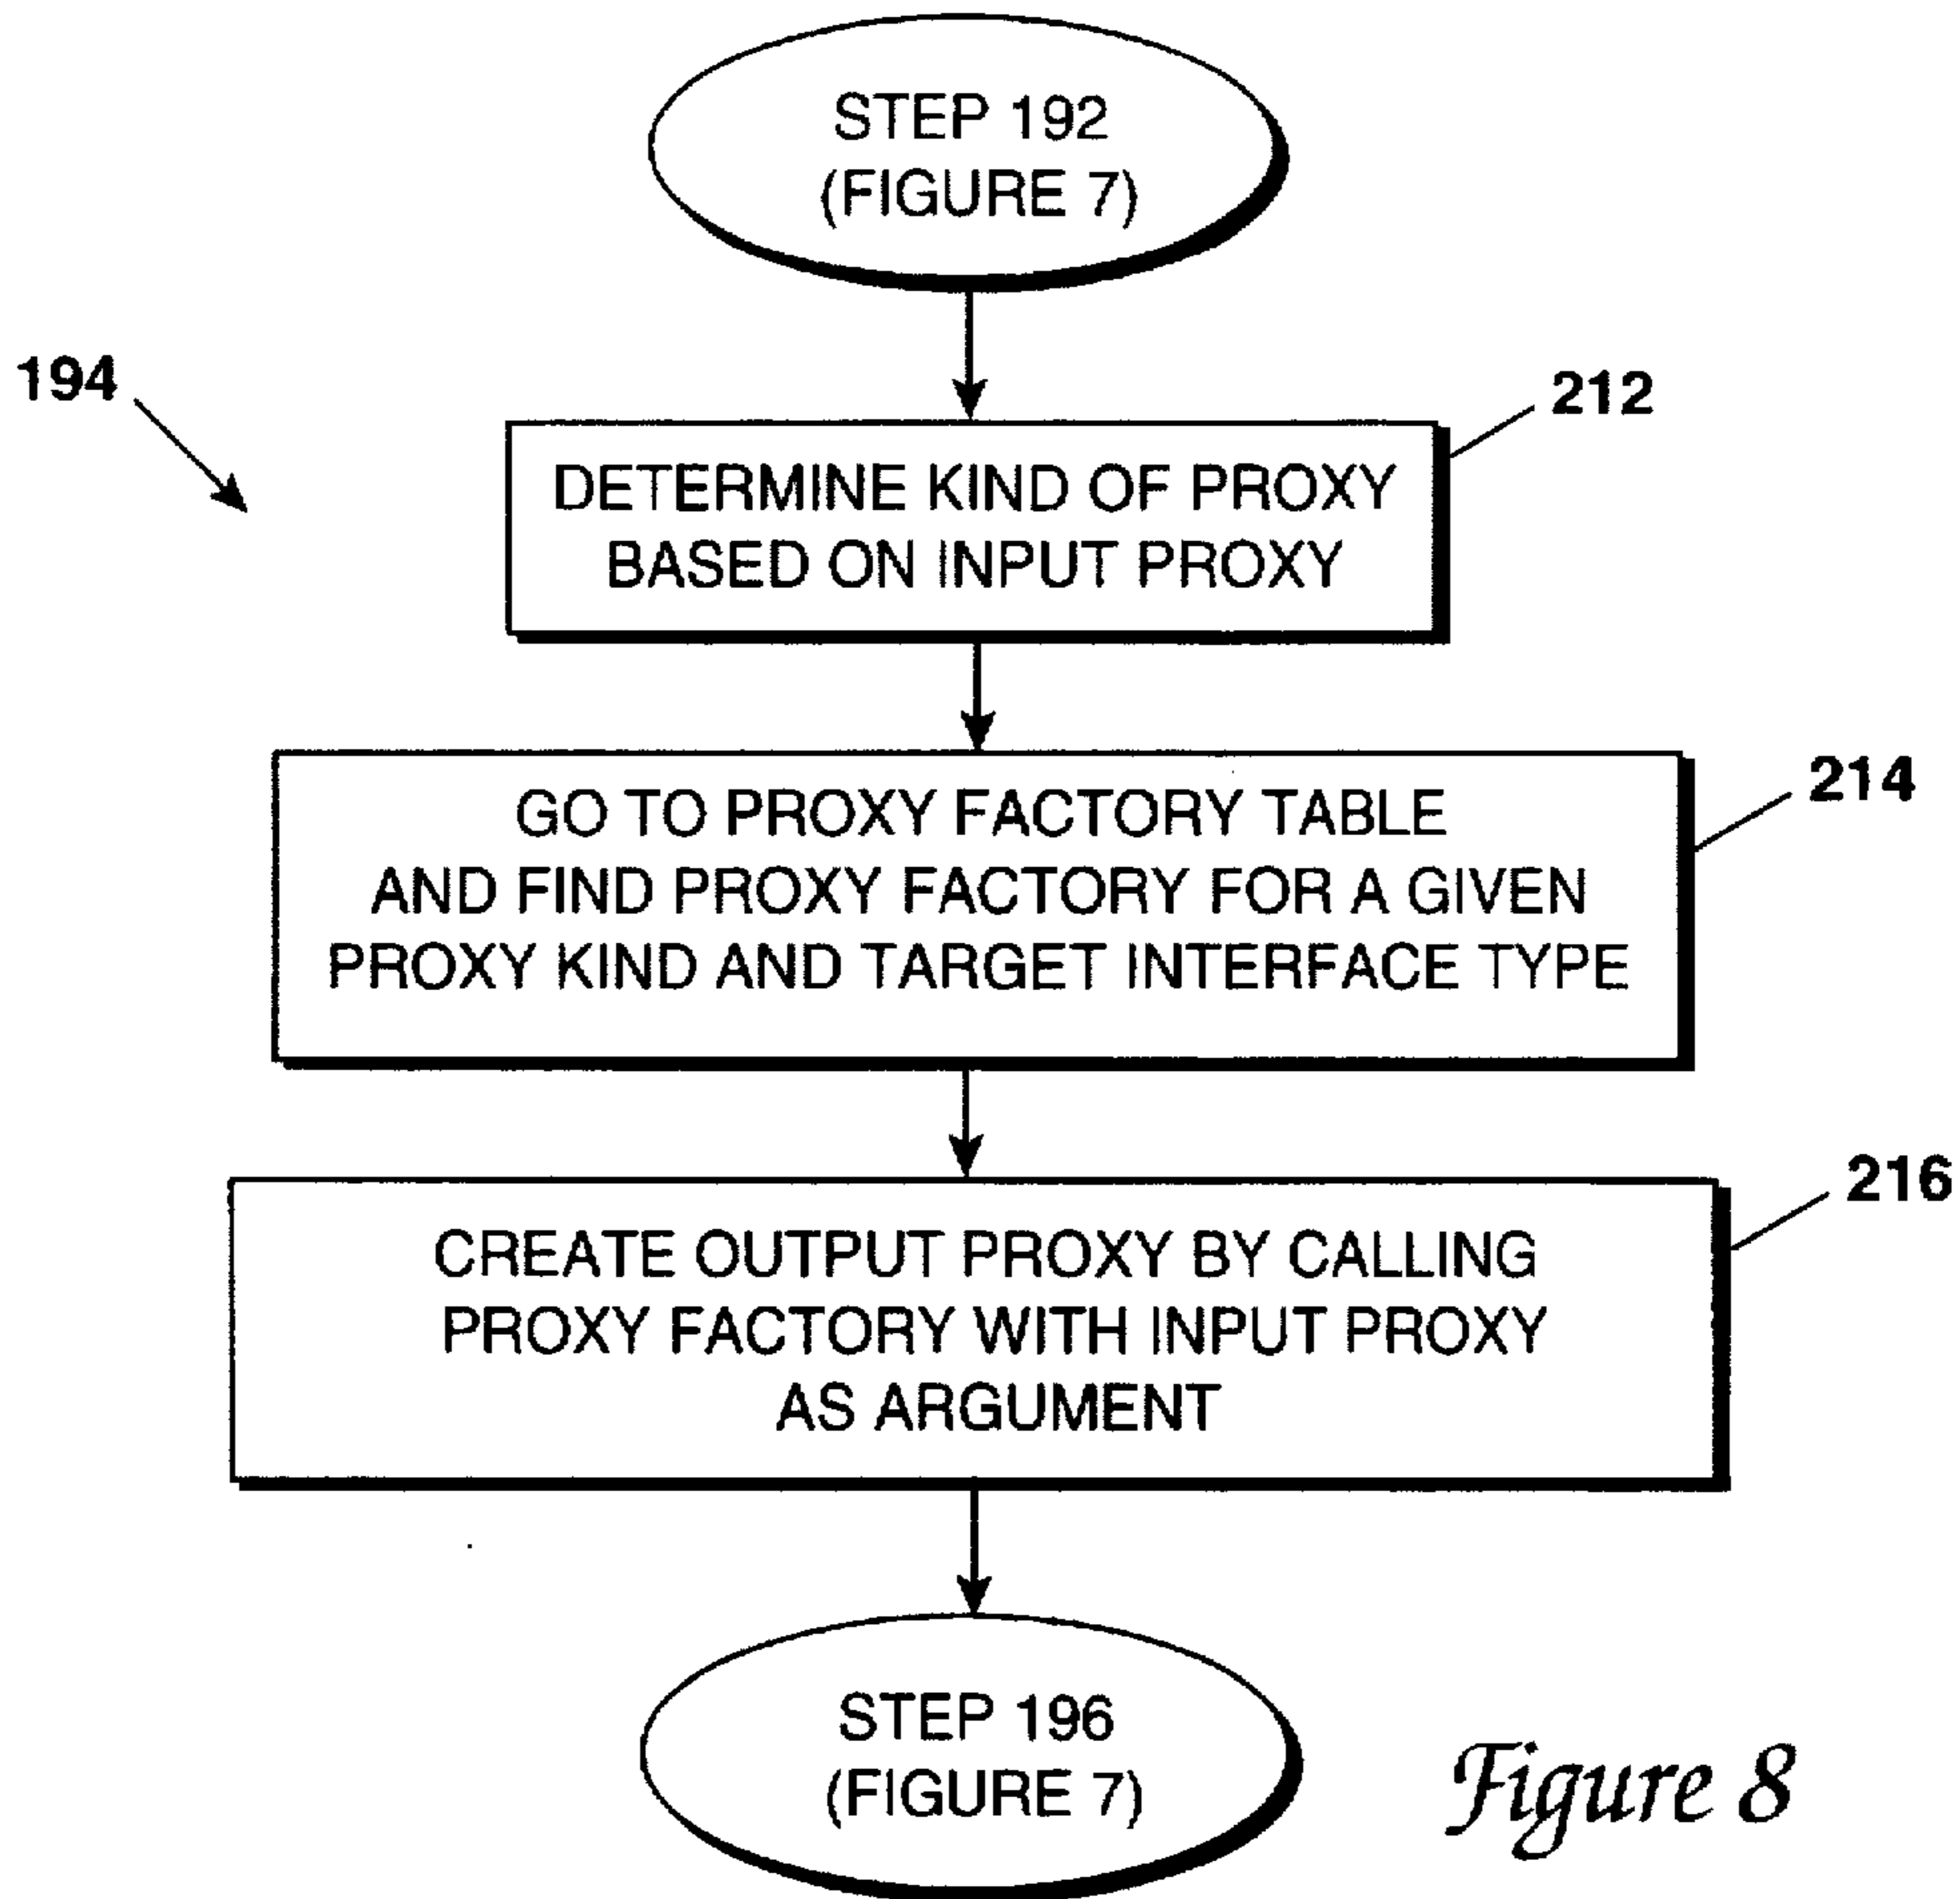 STEP 192
(FIGURE 7)
194
212
DETERMINE KIND OF PROXY
BASED ON INPUT PROXY
214
GO TO PROXY FACTORY TABLE
AND FIND PROXY FACTORY FOR A GIVEN
PROXY KIND AND TARGET INTERFACE TYPE
216
CREATE OUTPUT PROXY BY CALLING
PROXY FACTORY WITH INPUT PROXY
AS ARGUMENT
STEP 196
(FIGURE 7)
Figure 8